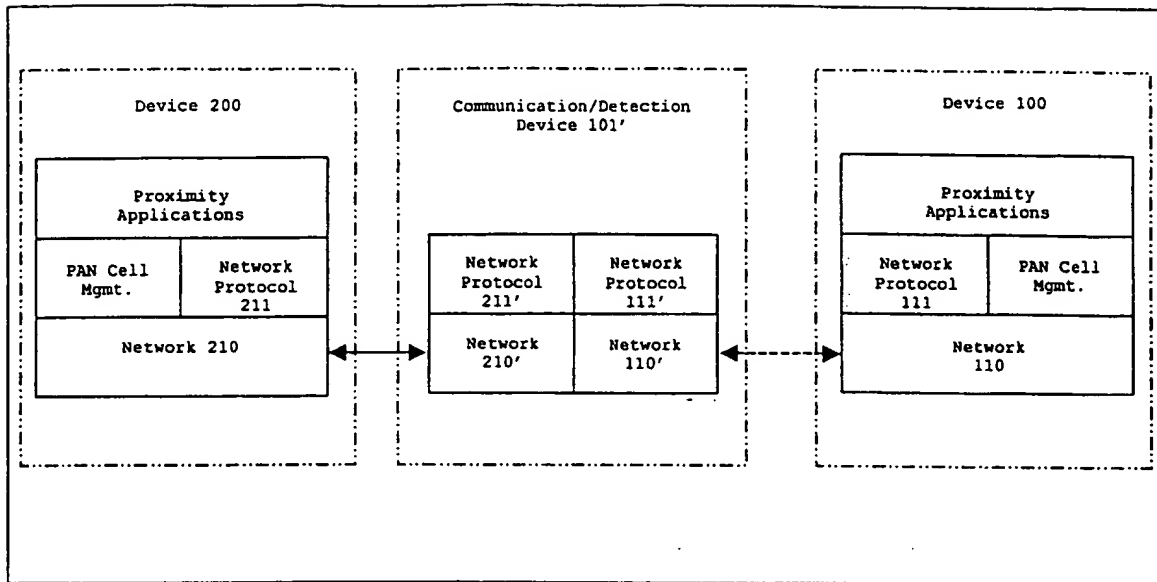 Device 200
Proximity
Applications
PAN Cell
Mgmt.
Network
Protocol
211
Network 210
Communication/Detection
Device 101'
Network
Protocol
211'
Network
Protocol
111'
Network
210'
Network
110'
Device 100
Proximity
Applications
Network
Protocol
111
PAN Cell
Mgmt.
Network
110